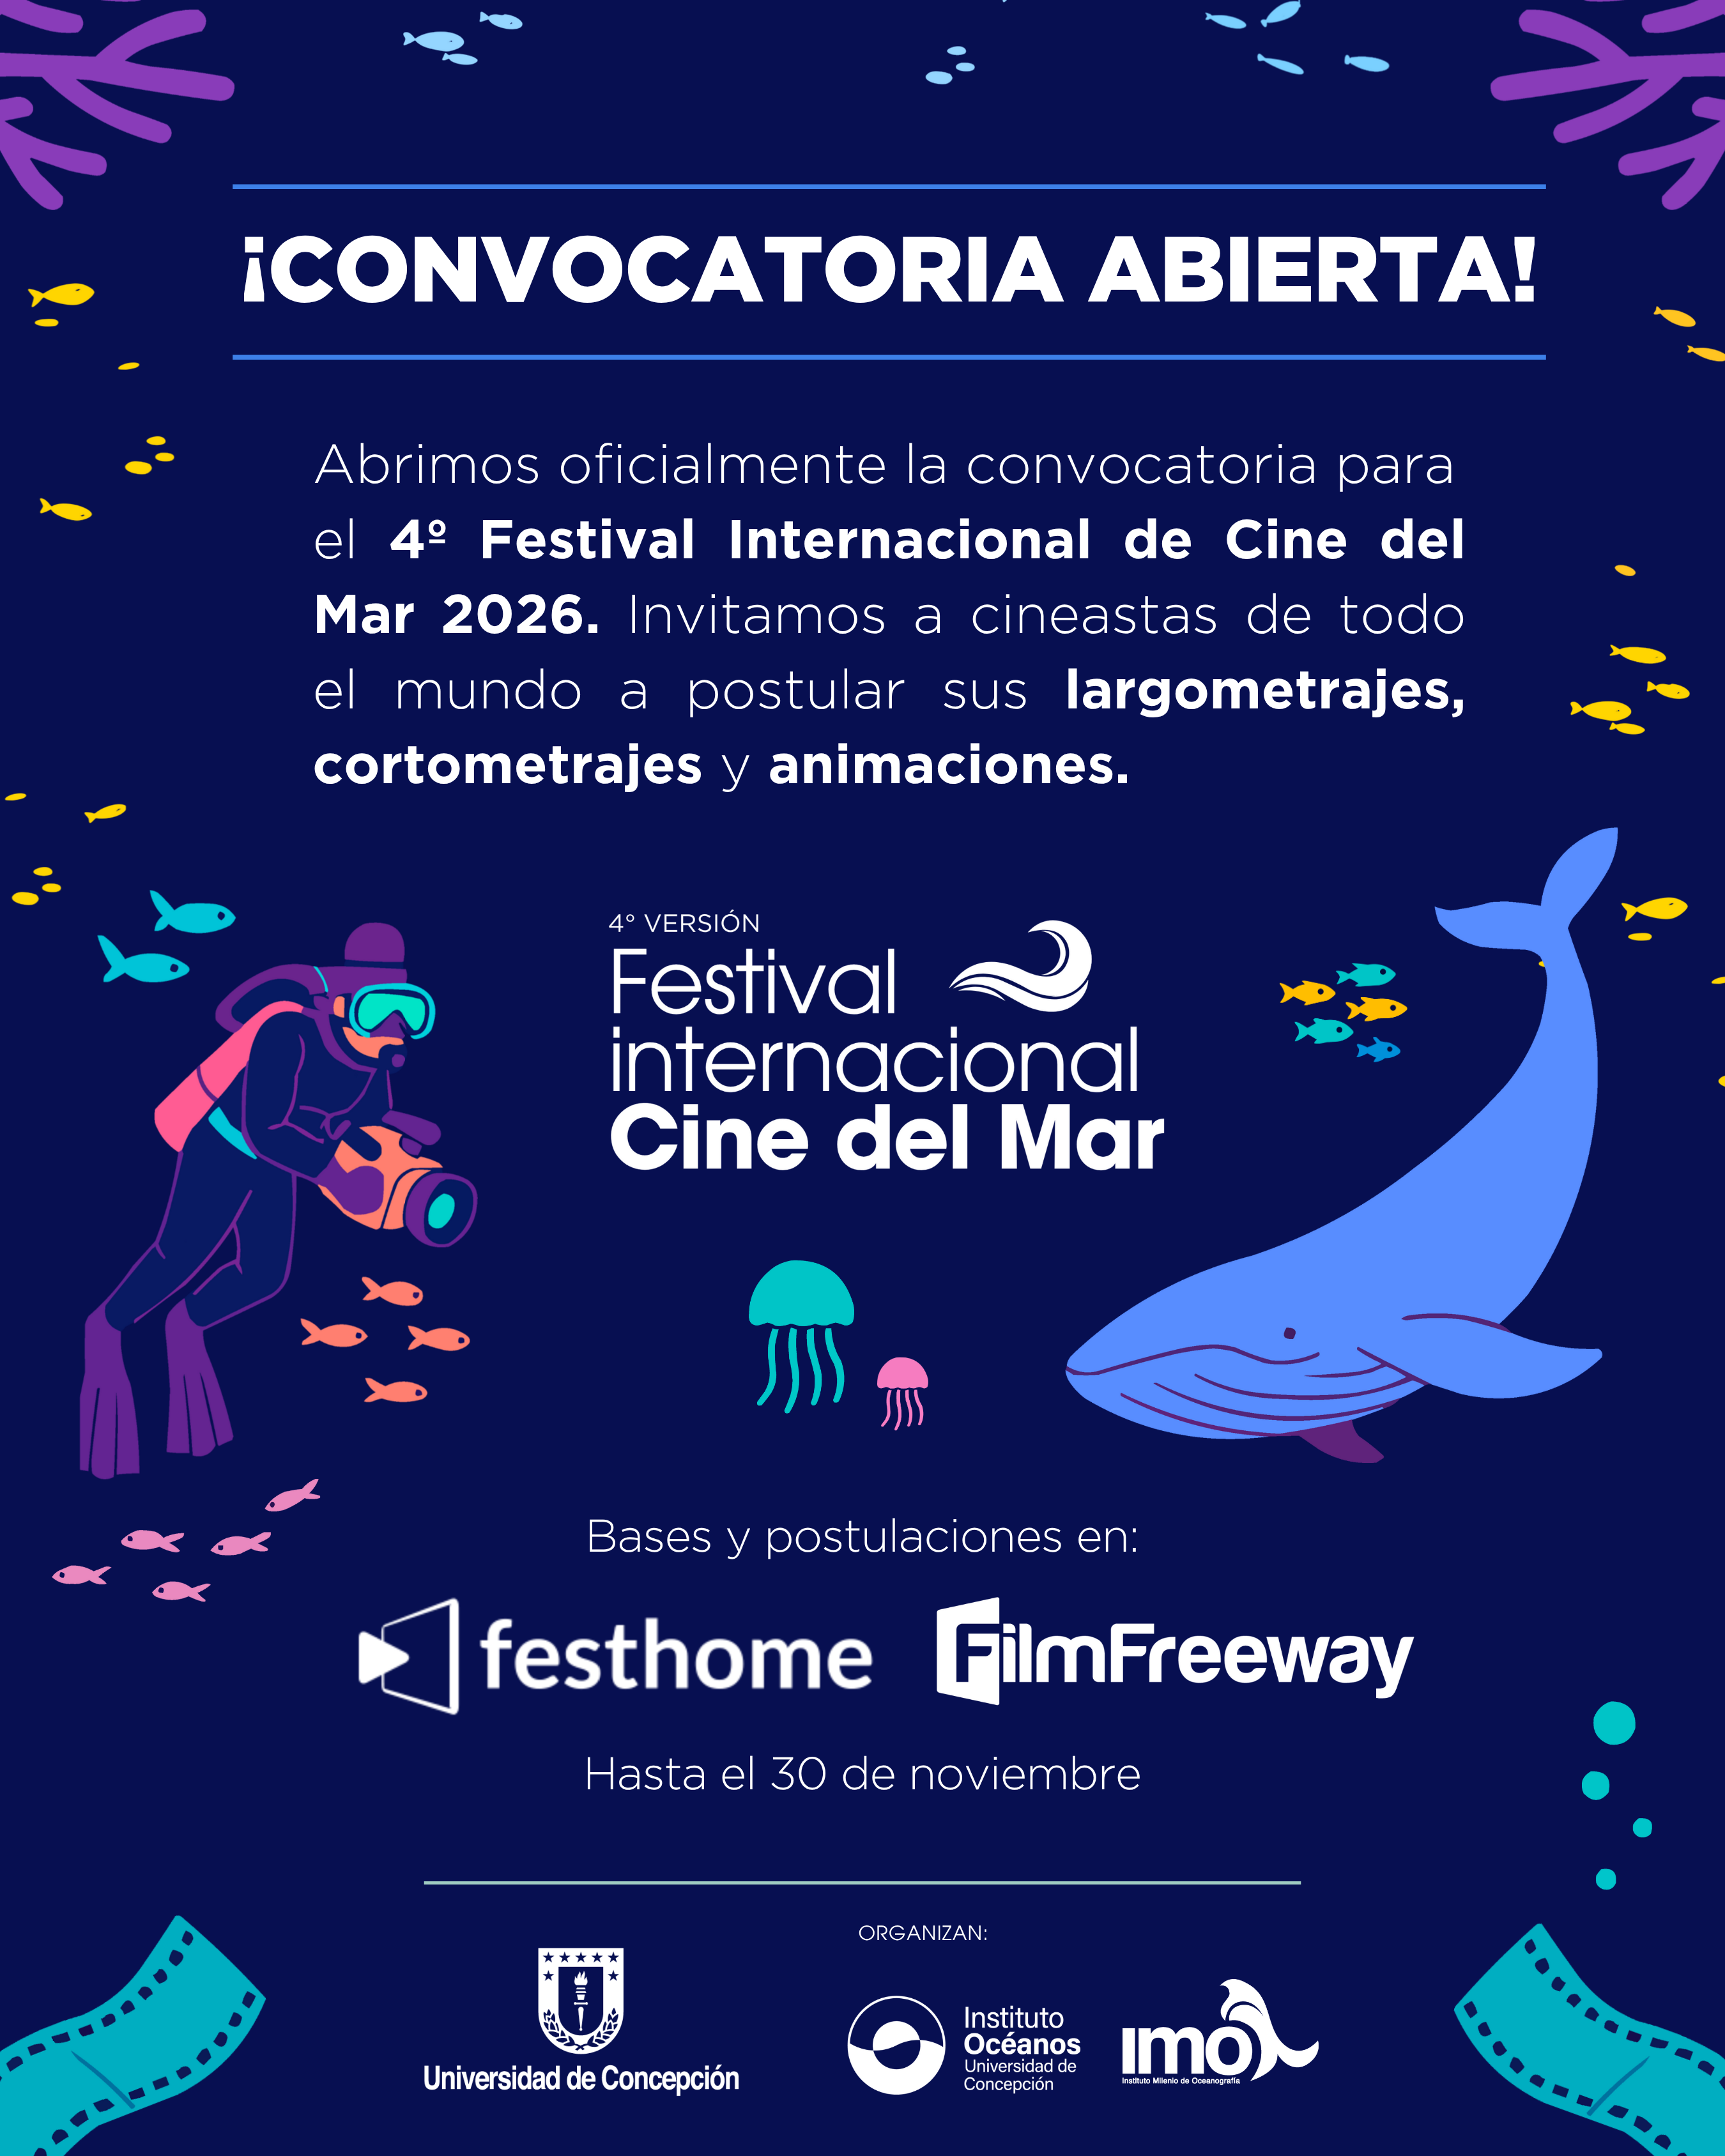 ¡CONVOCATORIA ABIERTA!
Abrimos oficialmente la convocatoria para
el 4º Festival Internacional de Cine del
Mar 2026. Invitamos a cineastas de todo
el mundo a postular sus largometrajes,
cortometrajes y animaciones.
4° VERSIÓN
Festival
internacional
Cine del Mar
Bases y postulaciones en:
festhome
FilmFreeway
Hasta el 30 de noviembre
ORGANIZAN:
Universidad de Concepción
Instituto
Océanos
Universidad de
Concepción
imo
Instituto Milenio de Oceanografía